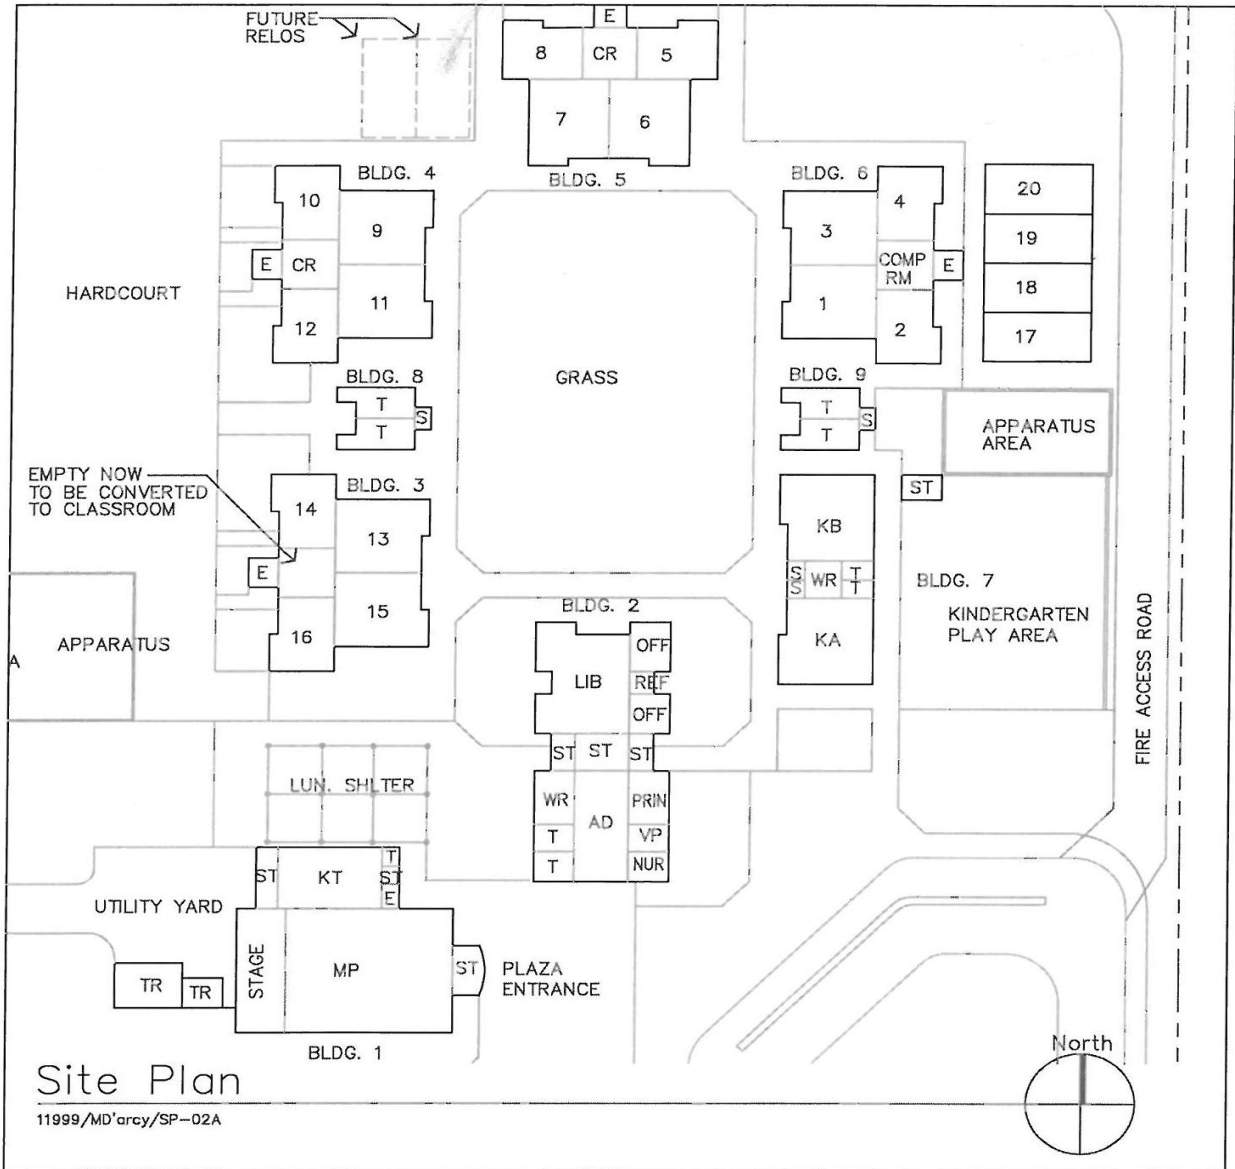 FUTURE
RELOS
E
8
CR
5
7
6
BLDG. 5
BLDG. 4
10
9
E
CR
11
12
HARDCOURT
BLDG. 6
4
3
COMP
RM
E
1
2
20
19
18
17
GRASS
BLDG. 8
T
S
T
BLDG. 9
T
S
T
APPARATUS
AREA
EMPTY NOW
TO BE CONVERTED
TO CLASSROOM
BLDG. 3
14
13
E
15
16
APPARATUS
A
ST
KB
S
S
WR
T
T
KA
BLDG. 7
KINDERGARTEN
PLAY AREA
FIRE ACCESS ROAD
BLDG. 2
OFF
LIB
REF
OFF
ST
ST
ST
WR
PRIN
AD
T
VP
T
NUR
LUN. SHLTER
ST
KT
T
ST
E
UTILITY YARD
STAGE
MP
ST
PLAZA
ENTRANCE
TR
TR
BLDG. 1
North
Site Plan
11999/MD'arcy/SP-02A